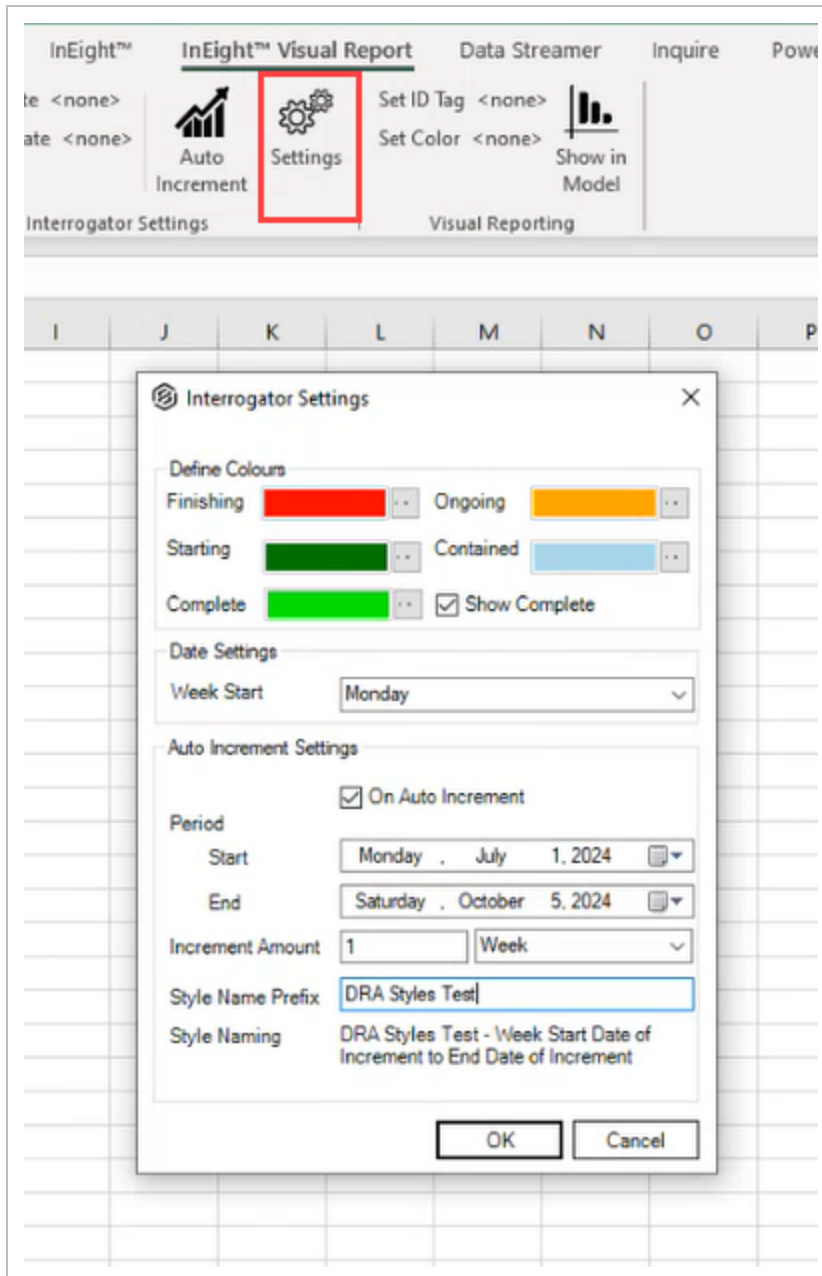 InEight™ InEight™ Visual Report Data Streamer Inquire Powe
te <none> Set ID Tag <none>
ate <none> Set Color <none>
Auto Increment
Settings
Show in Model
Interrogator Settings Visual Reporting
I J K L M N O P
Interrogator Settings
Define Colours
Finishing Ongoing
Starting Contained
Complete Show Complete
Date Settings
Week Start Monday
Auto Increment Settings
On Auto Increment
Period
Start Monday , July 1, 2024
End Saturday , October 5, 2024
Increment Amount 1 Week
Style Name Prefix DRA Styles Test
Style Naming DRA Styles Test - Week Start Date of
Increment to End Date of Increment
OK Cancel